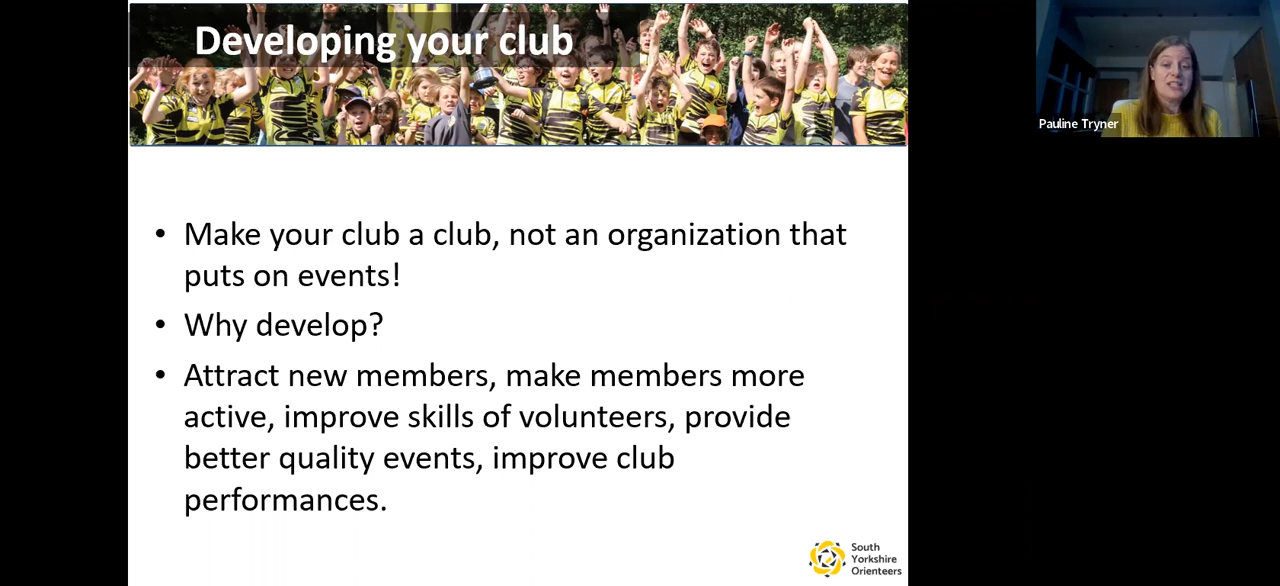 Developing your club
Pauline Tryner
• Make your club a club, not an organization that
puts on events!
• Why develop?
• Attract new members, make members more
active, improve skills of volunteers, provide
better quality events, improve club
performances.
South
Yorkshire
Orienteers